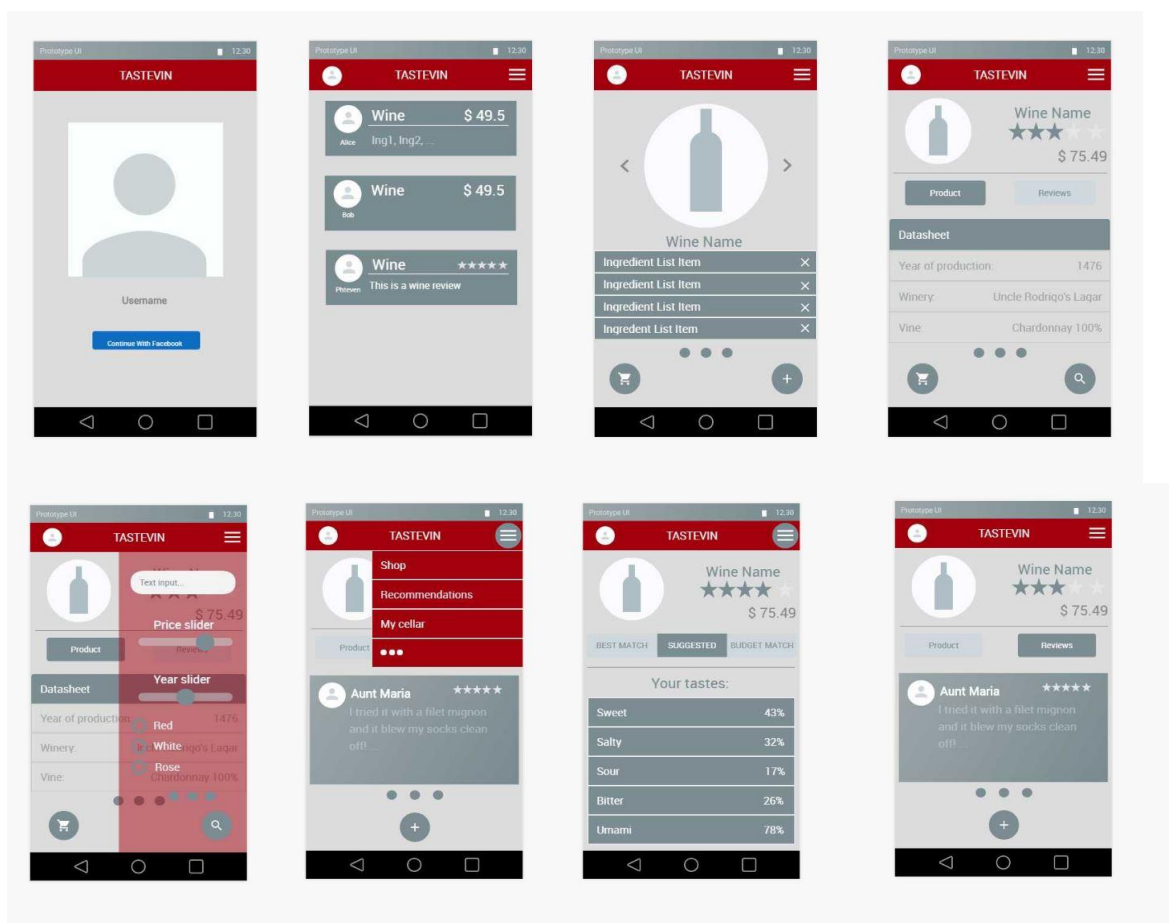 Prototype UI 12:30
TASTEVIN
Username
Continue With Facebook
Prototype UI 12:30
TASTEVIN
Wine $ 49.5
Alice Ing1, Ing2, ...
Wine $ 49.5
Bob
Wine ★★★★★
Phteven This is a wine review
Prototype UI 12:30
TASTEVIN
< >
Wine Name
Ingredient List Item ×
Ingredient List Item ×
Ingredient List Item ×
Ingredent List Item ×
+
Prototype UI 12:30
TASTEVIN
Wine Name
★★★★★
$ 75.49
Product Reviews
Datasheet
Year of production: 1476
Winery: Uncle Rodrigo's Lagar
Vine: Chardonnay 100%
Prototype UI 12:30
TASTEVIN
Text input...
$ 75.49
Price slider
Product Reviews
Year slider
Datasheet
Year of production: 1476
Red
Winery: Uncle Rodrigo's Lagar
White
Rose
Vine: Chardonnay 100%
Prototype UI 12:30
TASTEVIN
Shop
Recommendations
My cellar
Product
Aunt Maria ★★★★★
I tried it with a filet mignon
and it blew my socks clean
off! ...
+
Prototype UI 12:30
TASTEVIN
Wine Name
★★★★★
$ 75.49
BEST MATCH SUGGESTED BUDGET MATCH
Your tastes:
Sweet 43%
Salty 32%
Sour 17%
Bitter 26%
Umami 78%
Prototype UI 12:30
TASTEVIN
Wine Name
★★★★★
$ 75.49
Product Reviews
Aunt Maria ★★★★★
I tried it with a filet mignon
and it blew my socks clean
off! ...
+